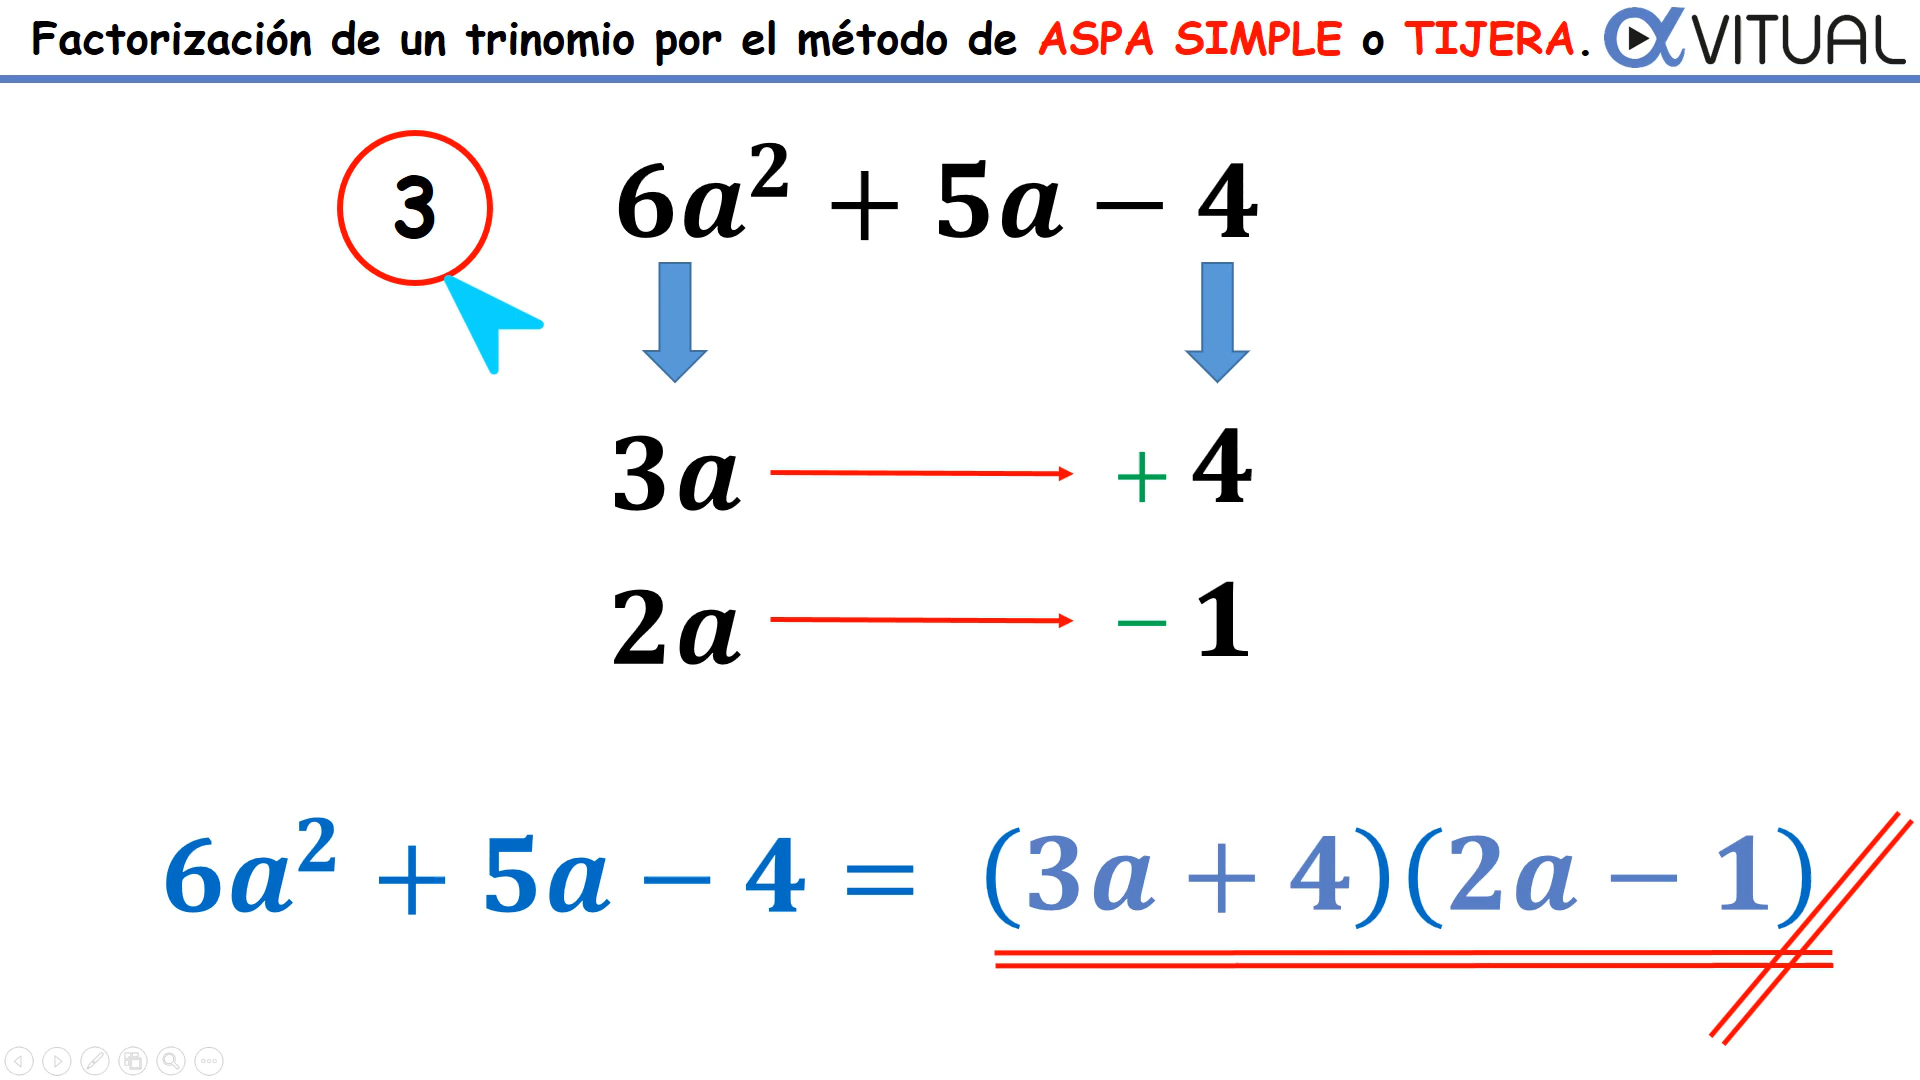 Factorización de un trinomio por el método de ASPA SIMPLE o TIJERA. αVITUAL
3 6a² + 5a − 4
3a + 4
2a − 1
6a² + 5a − 4 = (3a + 4)(2a − 1)